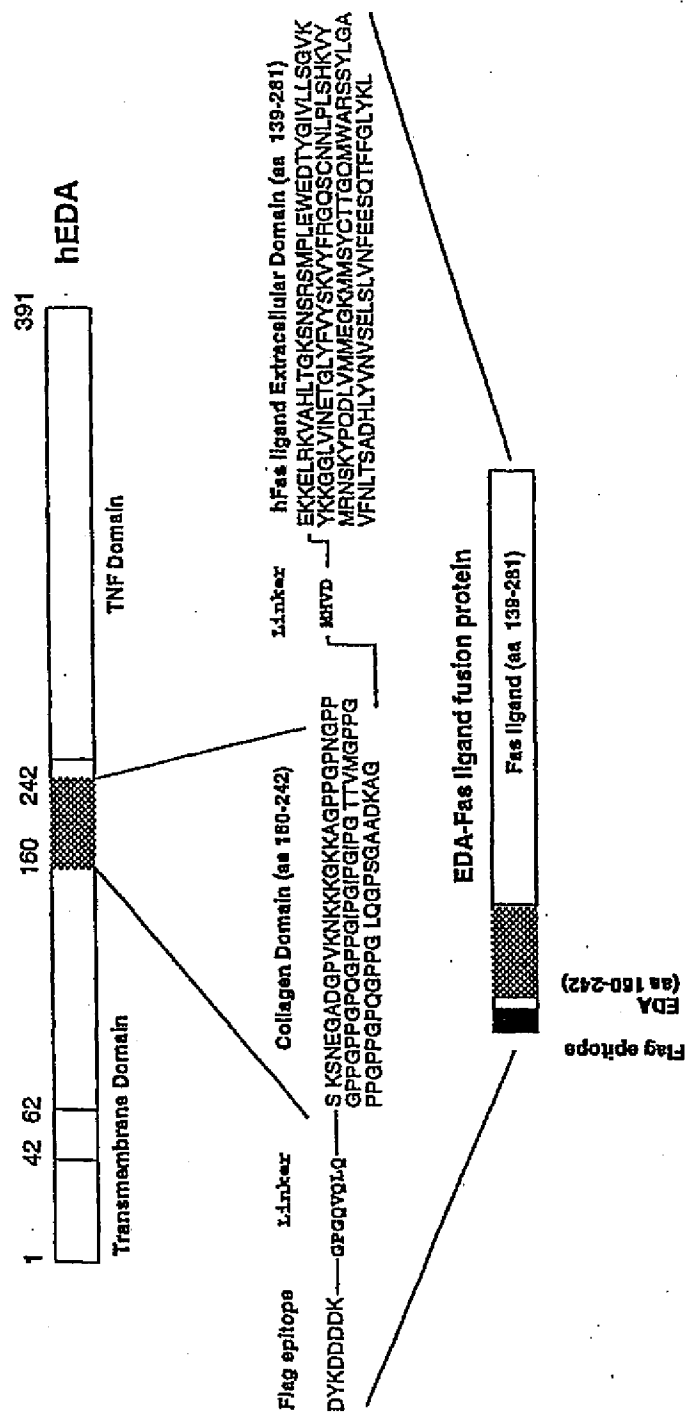 1 42 62 160 242 391
hEDA
Transmembrane Domain
TNF Domain
Flag epitope
Linker
Collagen Domain (aa 160-242)
Linker
hFas ligand Extracellular Domain (aa 139-281)
DYKDDDDK
GPGQVQLQ
S KSNEGADGPVKNKKKGKKAGPPGPNGPP
GPPGPPGPQGPPGIPGIPGIPG TTVMGPPG
PPGPPGPQGPPG LQGPSGAADKAG
MHVD
EKKELRKVAHLTGKSNSRSMPLEWEDTYGIVLLSGVK
YKKGGLVINETGLYFVYSKVYFRGQSCNNLPLSHKVY
MRNSKYPQDLVMMEGKMMSYCTTGQMWARSSYLGA
VFNLTSADHLYVNVSELSLVNFEESQTFFGLYKL
EDA-Fas ligand fusion protein
Flag epitope
EDA
(aa 160-242)
Fas ligand (aa 139-281)